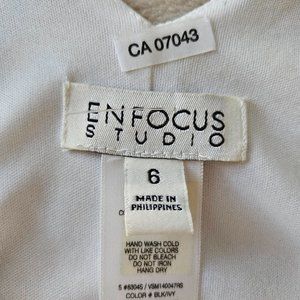 CA 07043
ENFOCUS
STUDIO
6
MADE IN
PHILIPPINES
HAND WASH COLD
WITH LIKE COLORS
DO NOT BLEACH
DO NOT IRON
HANG DRY
COLOR # BLK/IVY